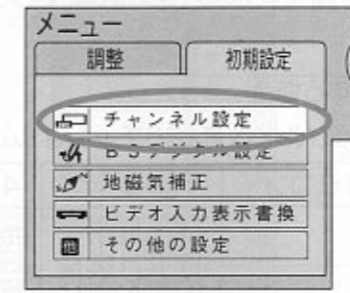 メニュー
調整 初期設定
チャンネル設定
BSデジタル設定
地磁気補正
ビデオ入力表示書換
他 その他の設定